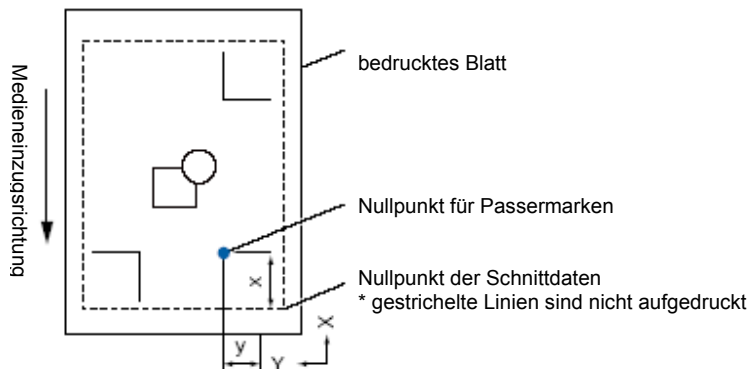 Medieneinzugsrichtung
bedrucktes Blatt
Nullpunkt für Passermarken
Nullpunkt der Schnittdaten
* gestrichelte Linien sind nicht aufgedruckt
x
X
y
Y